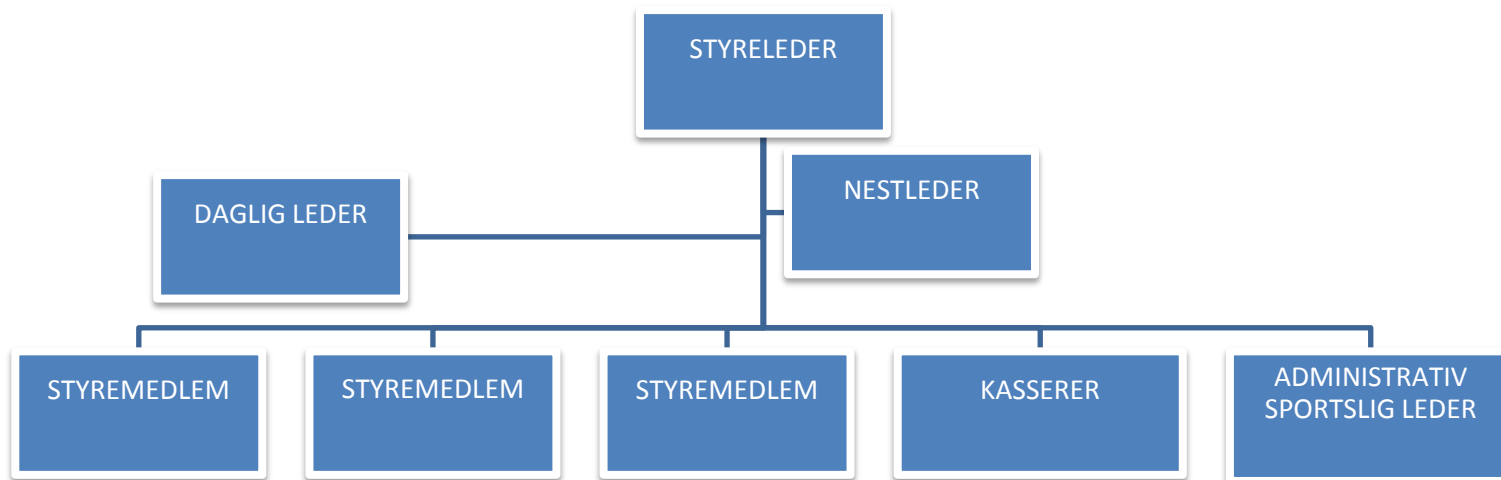 STYRELEDER
NESTLEDER
DAGLIG LEDER
STYREMEDLEM
STYREMEDLEM
STYREMEDLEM
KASSERER
ADMINISTRATIV
SPORTSLIG LEDER